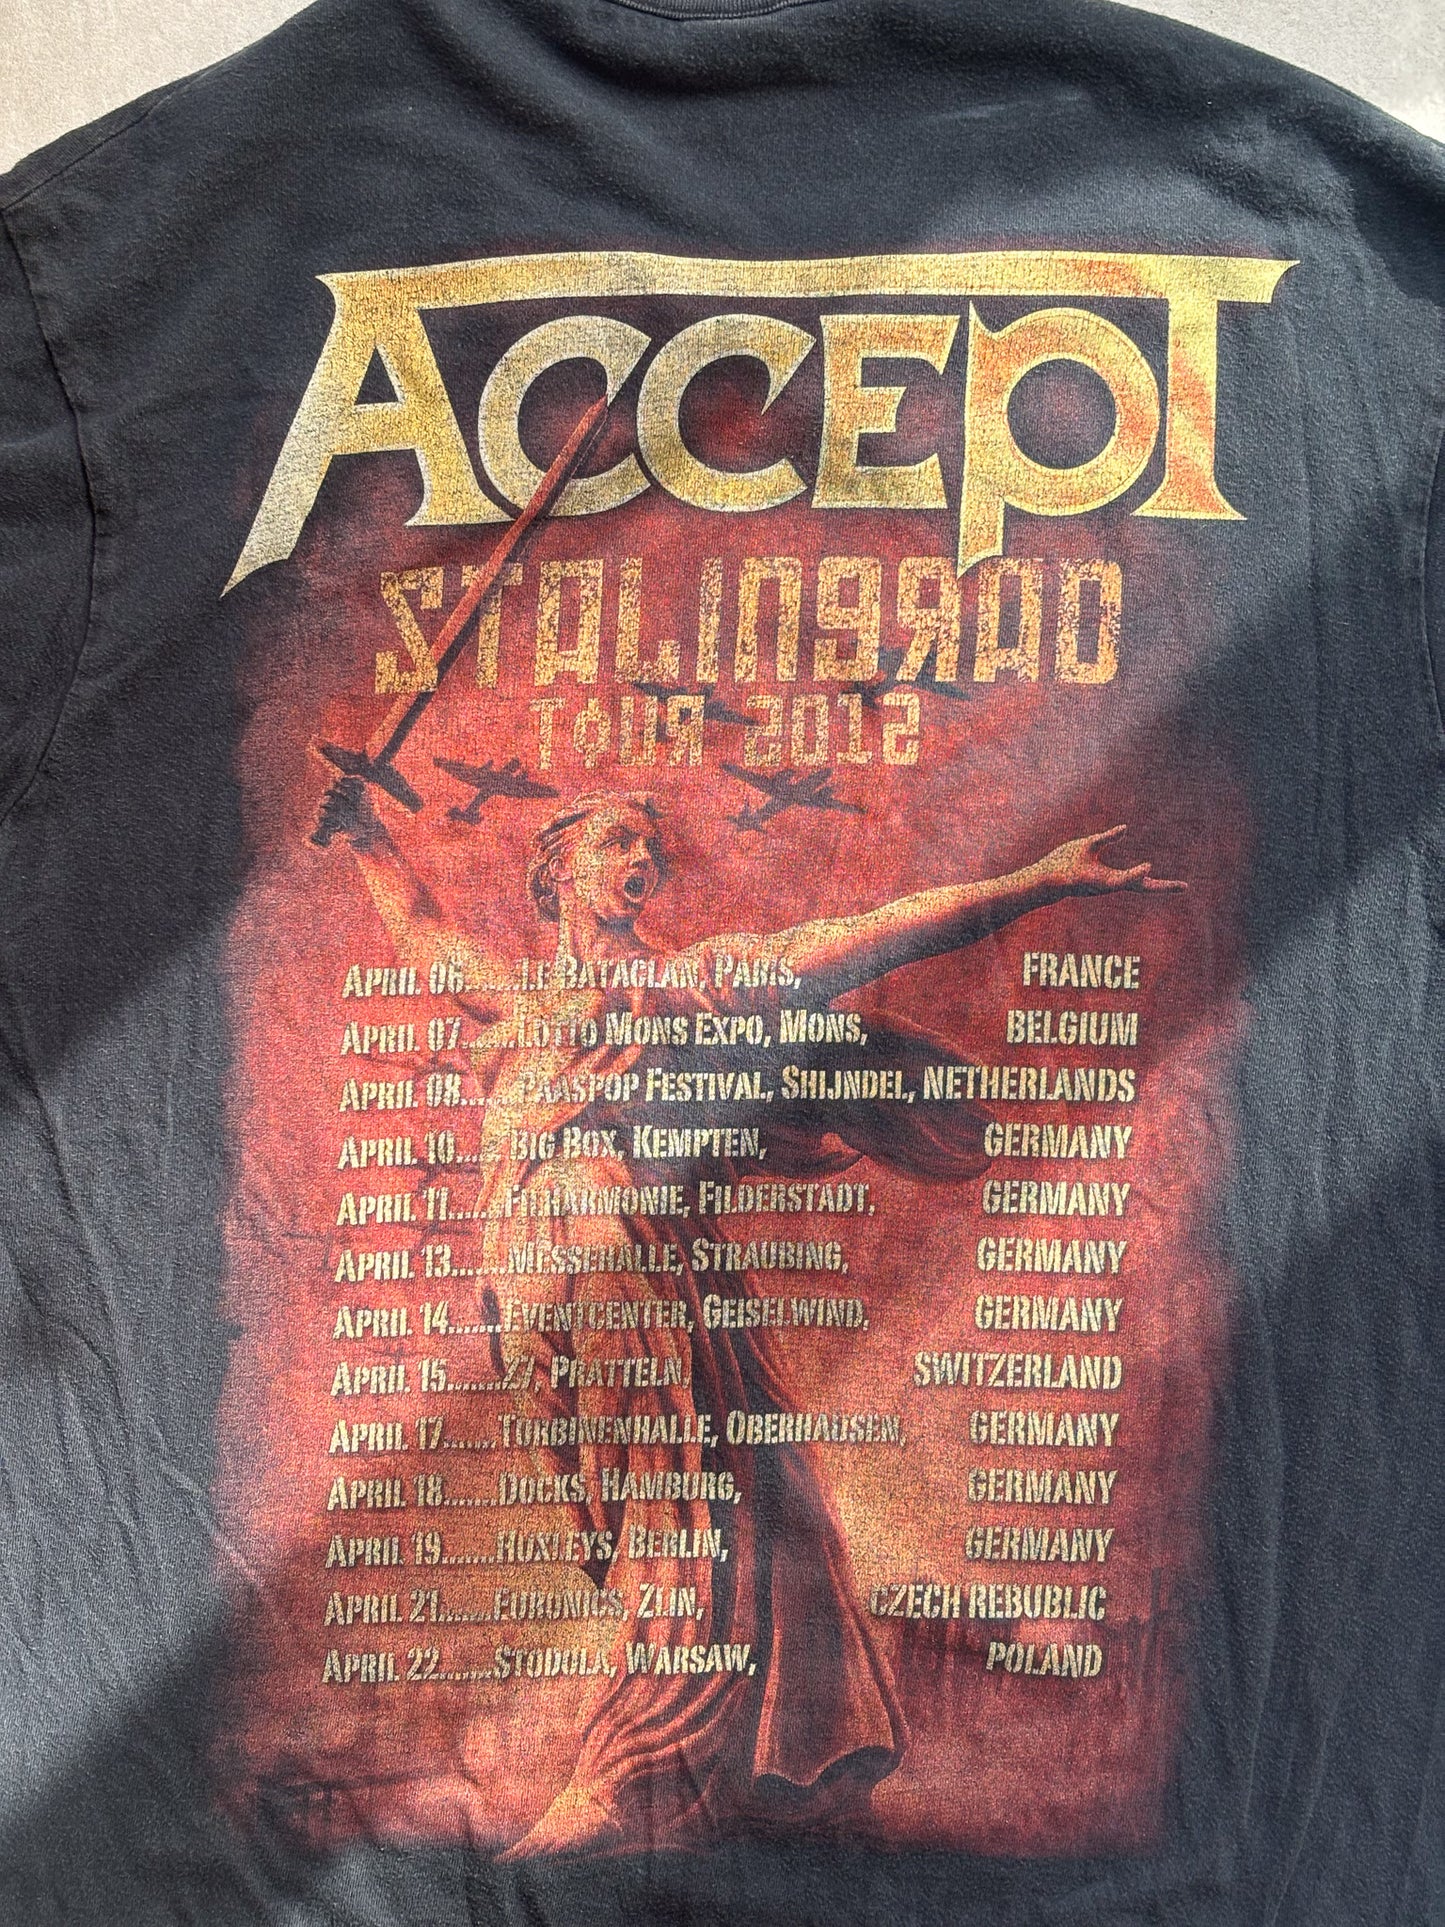 ACCEPT
STALINGRAD
TOUR 2012
APRIL 06.......LE BATACLAN, PARIS, FRANCE
APRIL 07.......LOTTO MONS EXPO, MONS, BELGIUM
APRIL 08.......PAASPOP FESTIVAL, SHIJNDEL, NETHERLANDS
APRIL 10...... BIG BOX, KEMPTEN, GERMANY
APRIL 11.......FILHARMONIE, FILDERSTADT, GERMANY
APRIL 13.......MESSEHALLE, STRAUBING, GERMANY
APRIL 14.......EVENTCENTER, GEISELWIND, GERMANY
APRIL 15........Z7, PRATTELN, SWITZERLAND
APRIL 17.......TURBINENHALLE, OBERHAUSEN, GERMANY
APRIL 18.......DOCKS, HAMBURG, GERMANY
APRIL 19.......HUXLEYS, BERLIN, GERMANY
APRIL 21.......EURONICS, ZLIN, CZECH REBUBLIC
APRIL 22.......STODOLA, WARSAW, POLAND